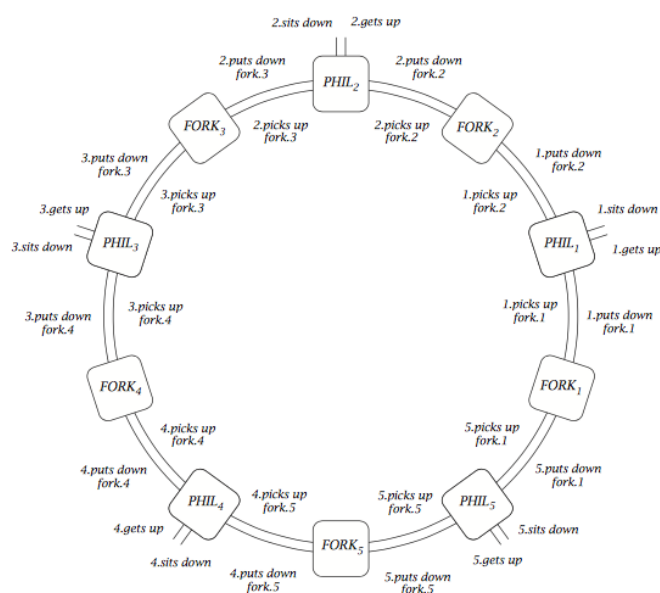 2.sits down
2.gets up
2.puts down
fork.3
2.puts down
fork.2
PHIL2
FORK3
2.picks up
fork.3
2.picks up
fork.2
FORK2
3.puts down
fork.3
1.puts down
fork.2
3.picks up
fork.3
1.picks up
fork.2
3.gets up
1.sits down
PHIL3
PHIL1
3.sits down
1.gets up
3.puts down
fork.4
3.picks up
fork.4
1.picks up
fork.1
1.puts down
fork.1
FORK4
FORK1
4.picks up
fork.4
5.picks up
fork.1
4.puts down
fork.4
5.puts down
fork.1
PHIL4
4.picks up
fork.5
5.picks up
fork.5
PHIL5
4.gets up
5.sits down
FORK5
4.sits down
5.gets up
4.puts down
fork.5
5.puts down
fork.5